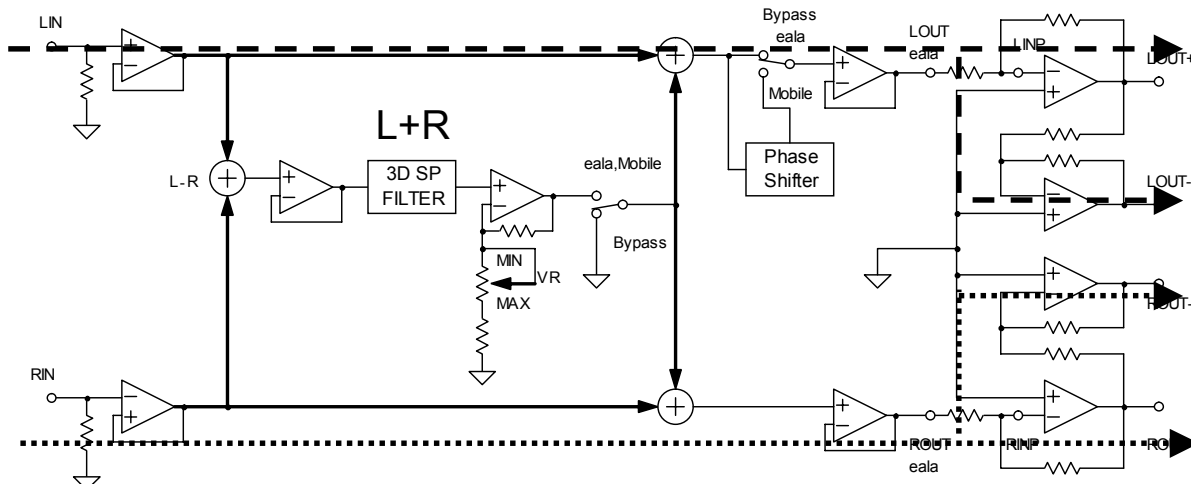 LIN
Bypass
eala
LOUT
eala
LINP
LOUT+
Mobile
L+R
L-R
3D SP
FILTER
eala,Mobile
Phase
Shifter
LOUT-
Bypass
MIN
VR
MAX
ROUT-
RIN
ROUT
eala
RINP